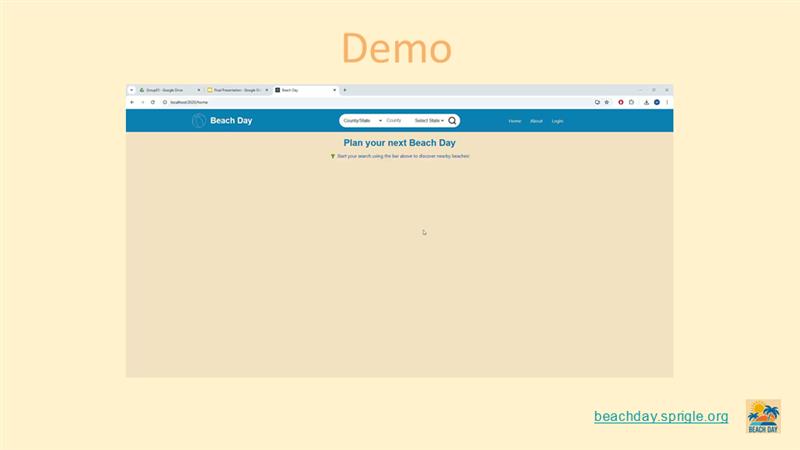 Demo
Group01 - Google Drive
Final Presentation - Google Sl
Beach Day
localhost:2020/home
Beach Day
County/State
County
Select State
Home
About
Login
Plan your next Beach Day
Start your search using the bar above to discover nearby beaches!
beachday.sprigle.org
BEACH DAY